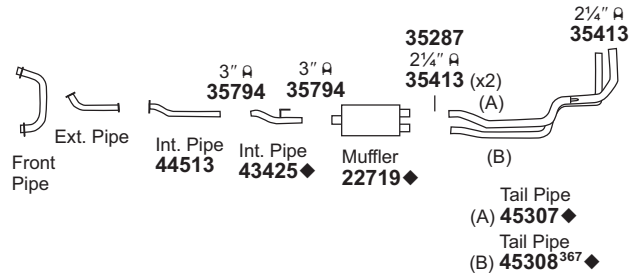 2¼″
35413
35287
3″
3″
2¼″
35794
35794
35413 (x2)
(A)
Ext. Pipe
Front
Pipe
Int. Pipe
44513
Int. Pipe
43425◆
Muffler
22719◆
(B)
Tail Pipe
(A) 45307◆
Tail Pipe
(B) 45308³⁶⁷◆